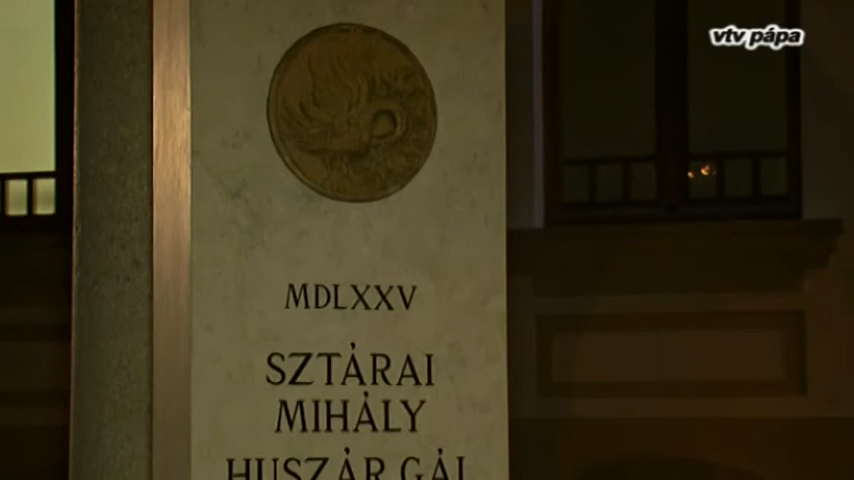 vtv pápa
MDLXXV
SZTÁRAI
MIHÁLY
HUSZÁR GÁL